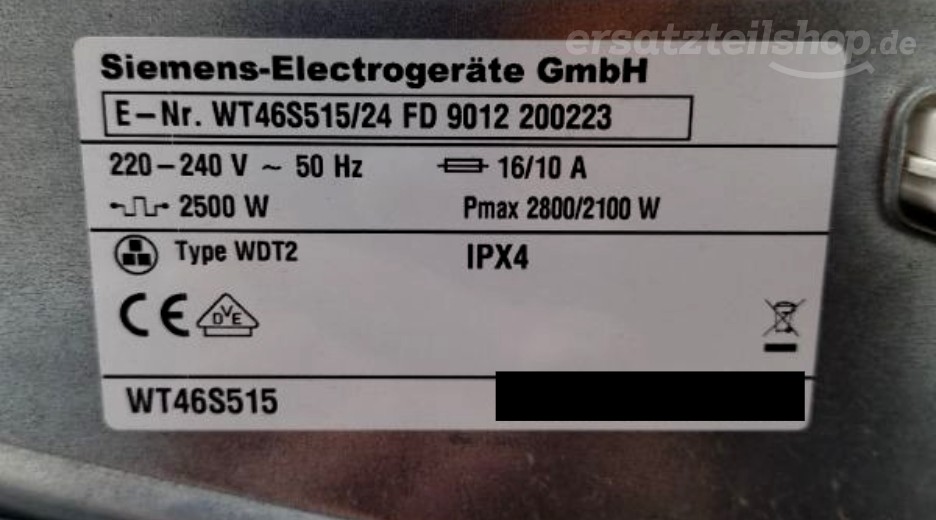 ersatzteilshop.de
Siemens-Electrogeräte GmbH
E-Nr. WT46S515/24 FD 9012 200223
220-240 V ~ 50 Hz 16/10 A
2500 W Pmax 2800/2100 W
Type WDT2 IPX4
CE DVE
WT46S515